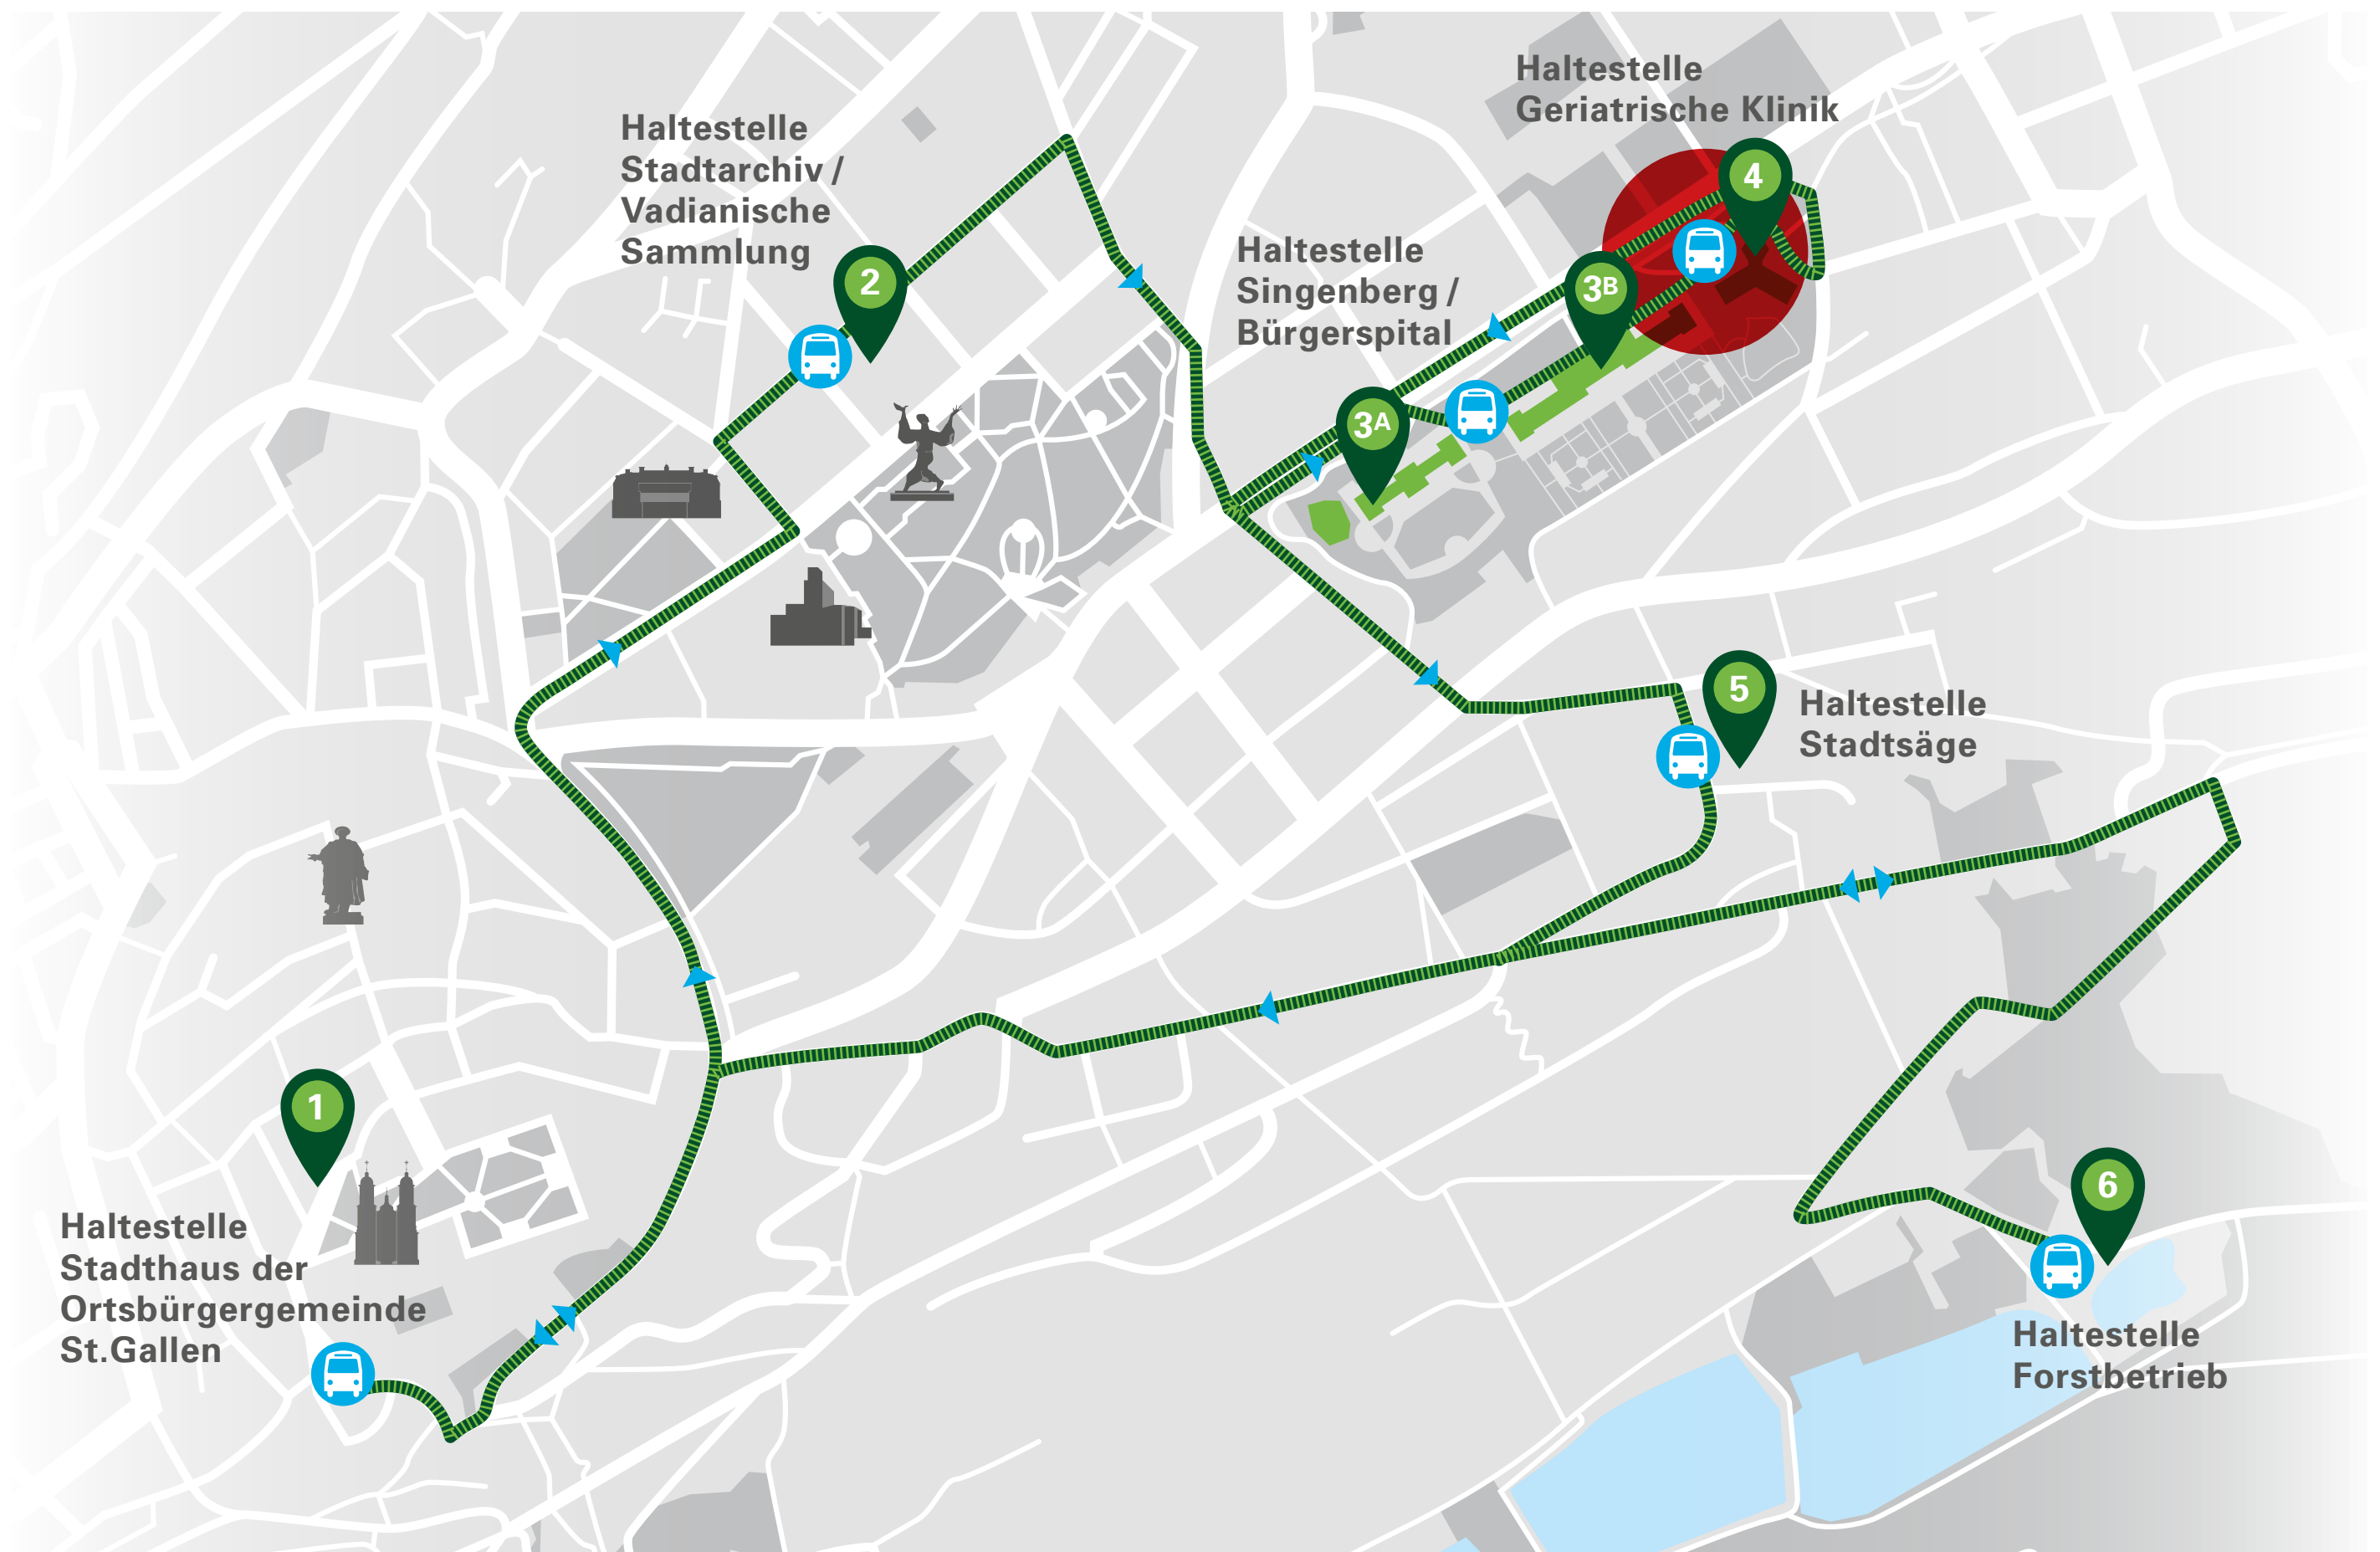 Haltestelle
Geriatrische Klinik
4
Haltestelle
Stadtarchiv /
Vadianische
Sammlung
2
Haltestelle
Singenberg /
Bürgerspital
3B
3A
5
Haltestelle
Stadtsäge
1
Haltestelle
Stadthaus der
Ortsbürgergemeinde
St.Gallen
6
Haltestelle
Forstbetrieb